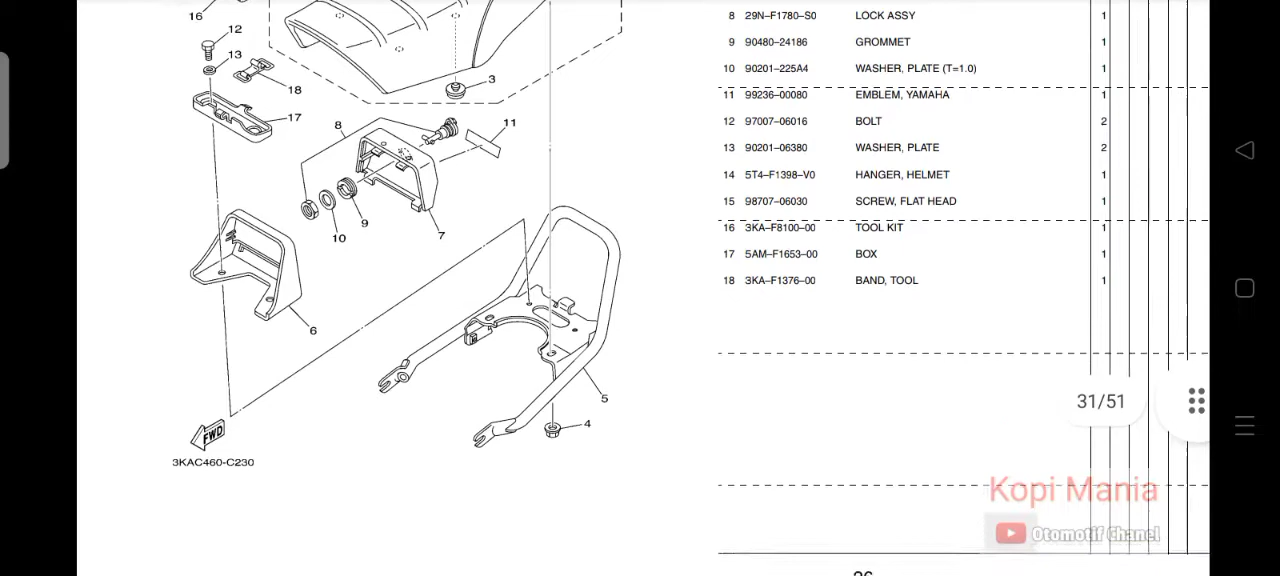 16
12
13
18
17
3
8
11
9
10
7
6
5
4
FWD
3KAC460-C230
8 29N-F1780-S0 LOCK ASSY 1
9 90480-24186 GROMMET 1
10 90201-225A4 WASHER, PLATE (T=1.0) 1
11 99236-00080 EMBLEM, YAMAHA 1
12 97007-06016 BOLT 2
13 90201-06380 WASHER, PLATE 2
14 5T4-F1398-V0 HANGER, HELMET 1
15 98707-06030 SCREW, FLAT HEAD 1
16 3KA-F8100-00 TOOL KIT 1
17 5AM-F1653-00 BOX 1
18 3KA-F1376-00 BAND, TOOL 1
31/51
Kopi Mania
Otomotif Chanel